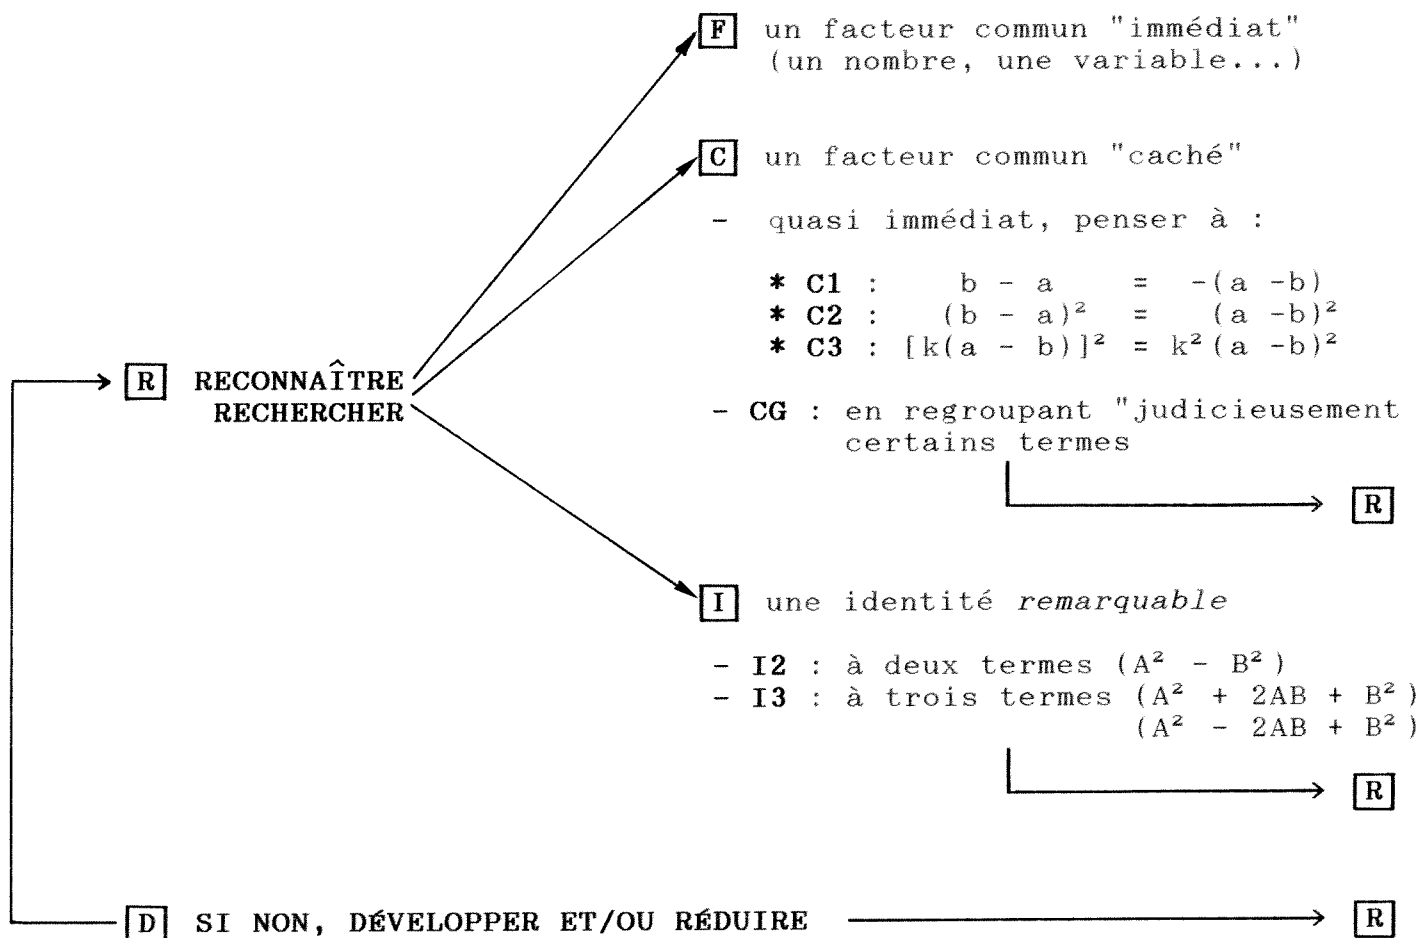 F un facteur commun "immédiat"
(un nombre, une variable...)
C un facteur commun "caché"
- quasi immédiat, penser à :
* C1 : b - a = -(a -b)
* C2 : (b - a)² = (a -b)²
* C3 : [k(a - b)]² = k²(a -b)²
R RECONNAÎTRE
RECHERCHER
- CG : en regroupant "judicieusement
certains termes
R
I une identité remarquable
- I2 : à deux termes (A² - B²)
- I3 : à trois termes (A² + 2AB + B²)
(A² - 2AB + B²)
R
D SI NON, DÉVELOPPER ET/OU RÉDUIRE R